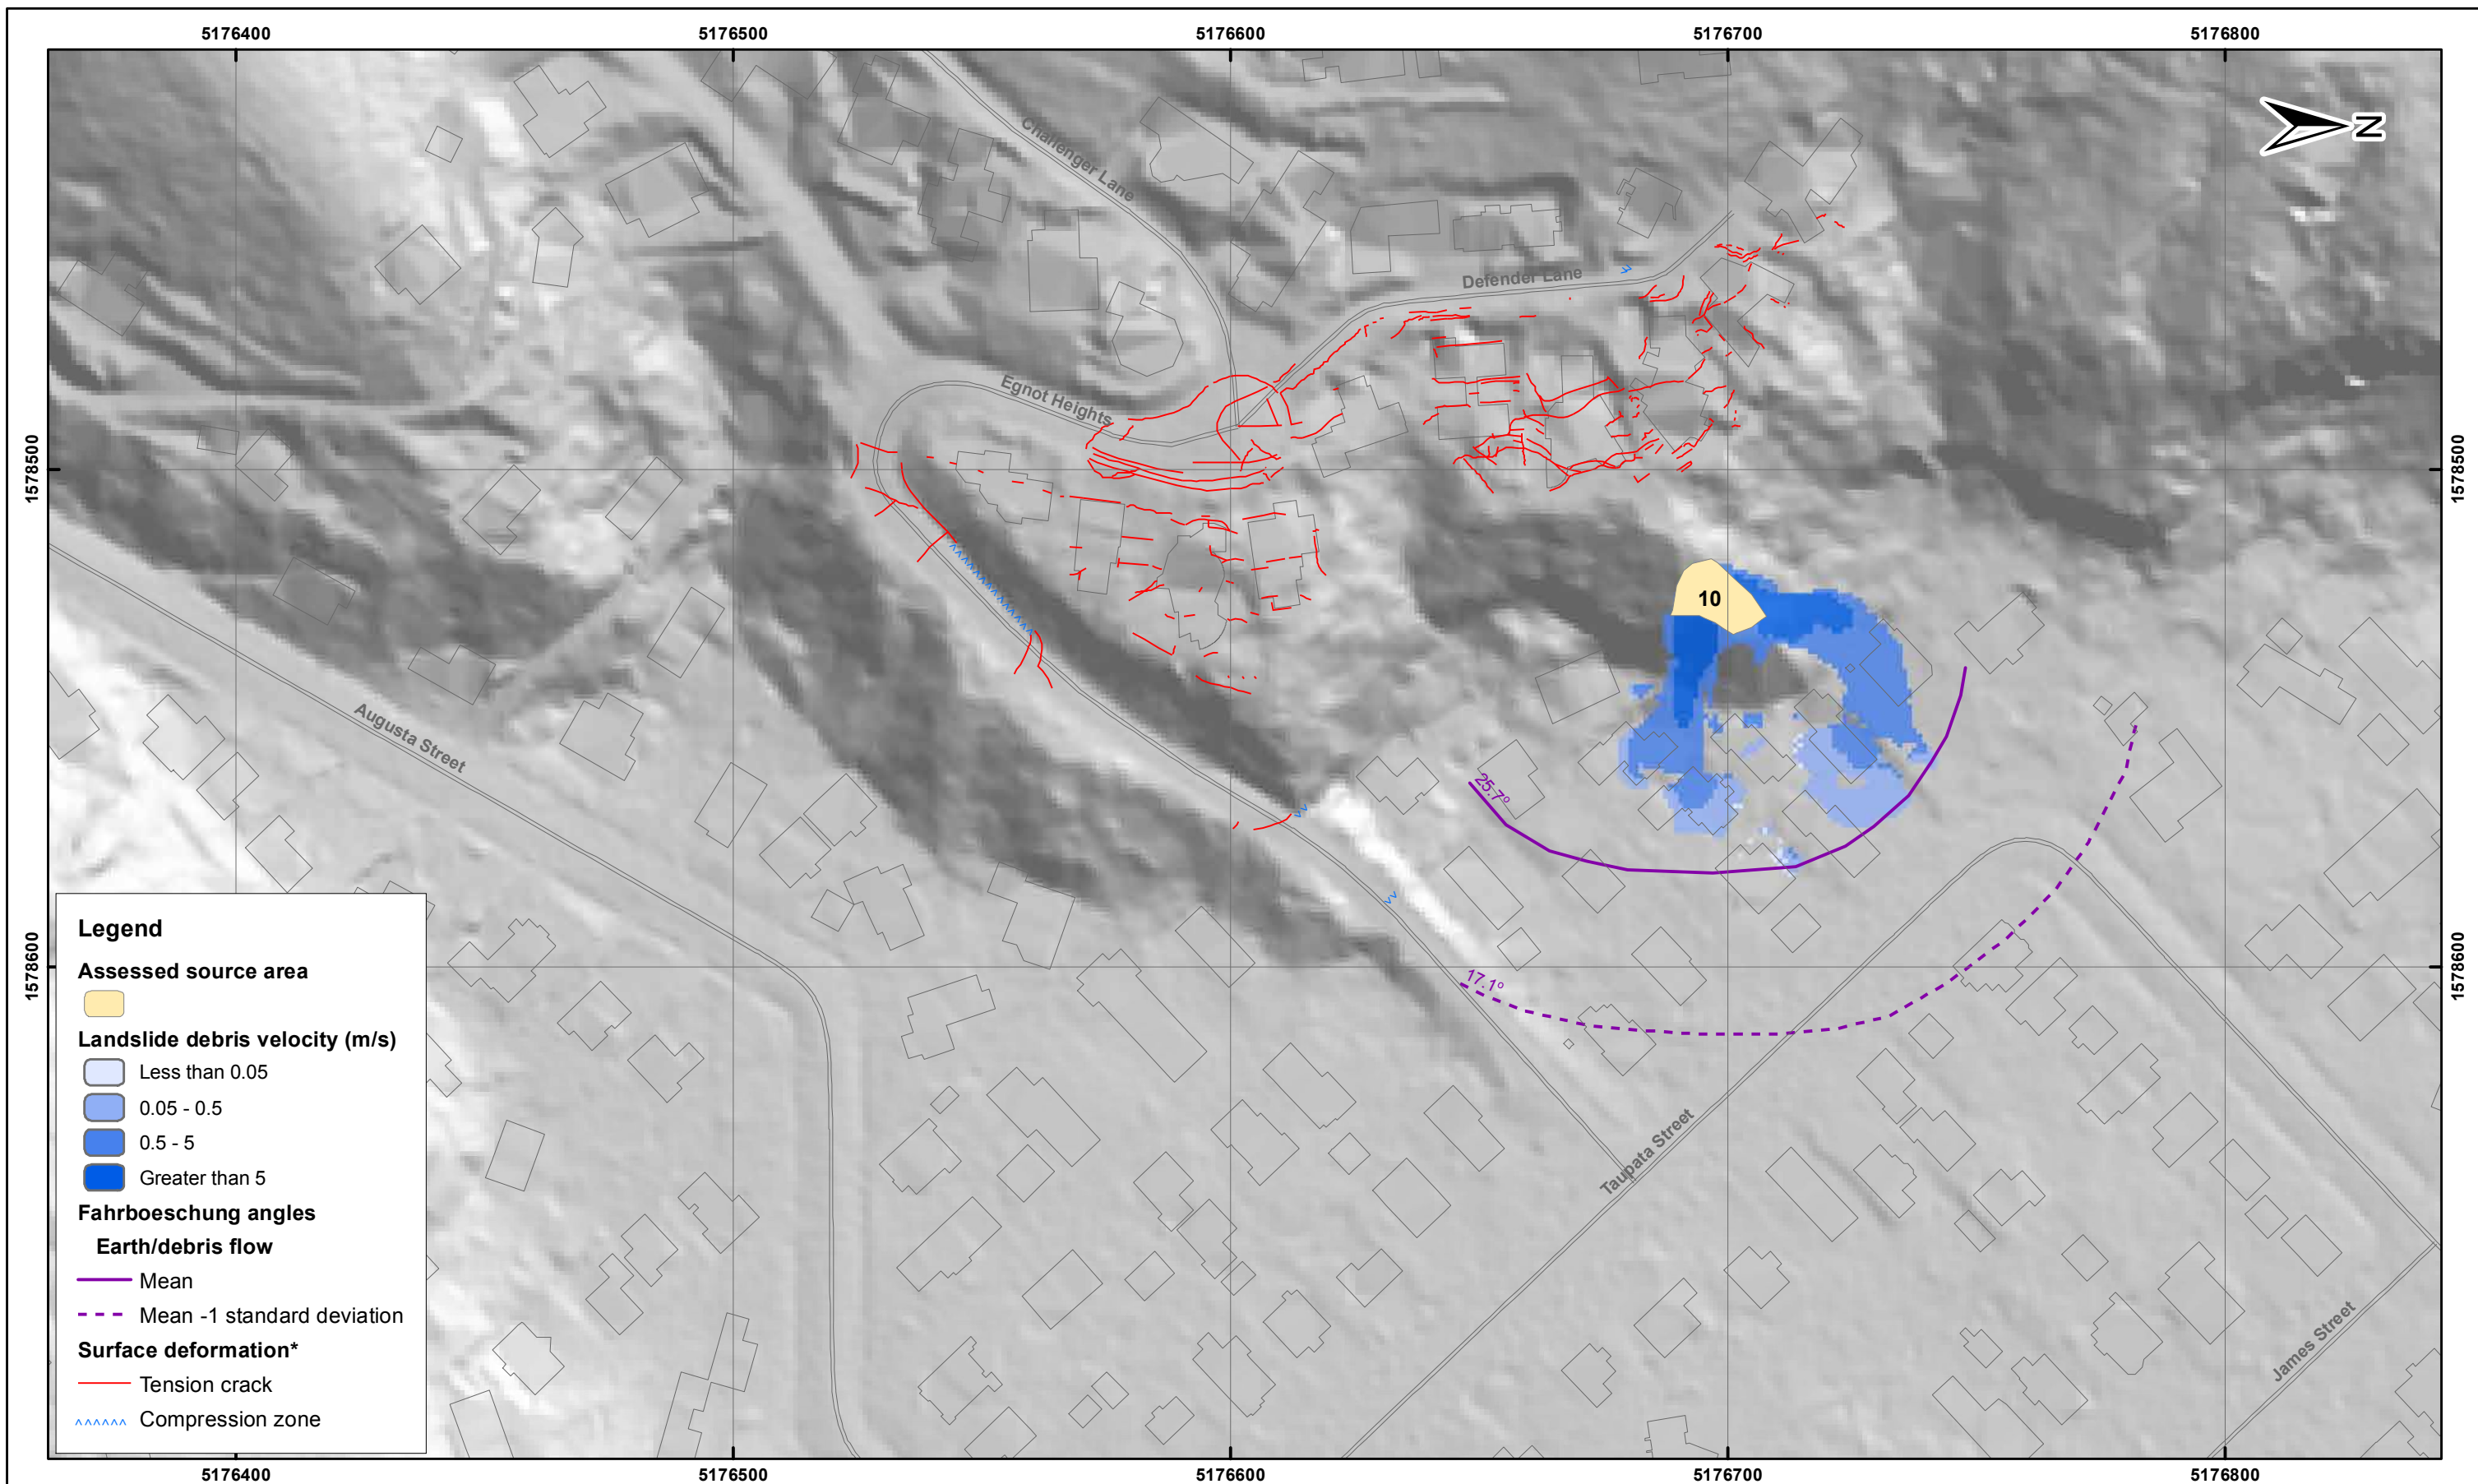 5176400 5176500 5176600 5176700 5176800
N
Challenger Lane
Defender Lane
Egnot Heights
1578500 1578500
10
Augusta Street
25.7º
17.1º
1578600 1578600
Taupata Street
James Street
Legend
Assessed source area
Landslide debris velocity (m/s)
Less than 0.05
0.05 - 0.5
0.5 - 5
Greater than 5
Fahrboeschung angles
Earth/debris flow
Mean
Mean -1 standard deviation
Surface deformation*
Tension crack
Compression zone
5176400 5176500 5176600 5176700 5176800